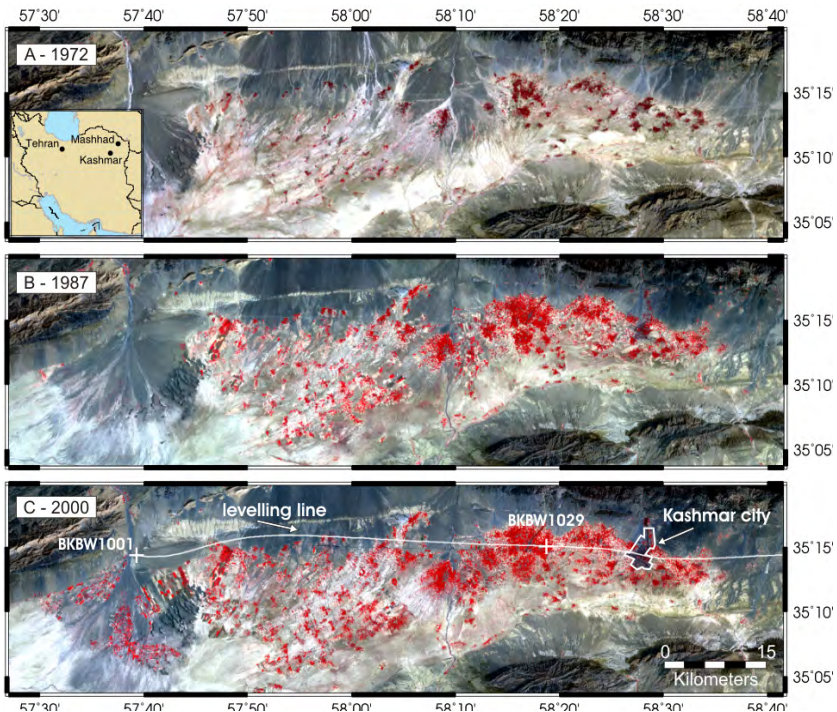 57˚30' 57˚40' 57˚50' 58˚00' 58˚10' 58˚20' 58˚30' 58˚40'
A - 1972
35˚15'
Tehran
Mashhad
Kashmar
35˚10'
35˚05'
B - 1987
35˚15'
35˚10'
35˚05'
C - 2000
levelling line
BKBW1001
BKBW1029
Kashmar city
35˚15'
35˚10'
0 15
Kilometers
35˚05'
57˚30' 57˚40' 57˚50' 58˚00' 58˚10' 58˚20' 58˚30' 58˚40'